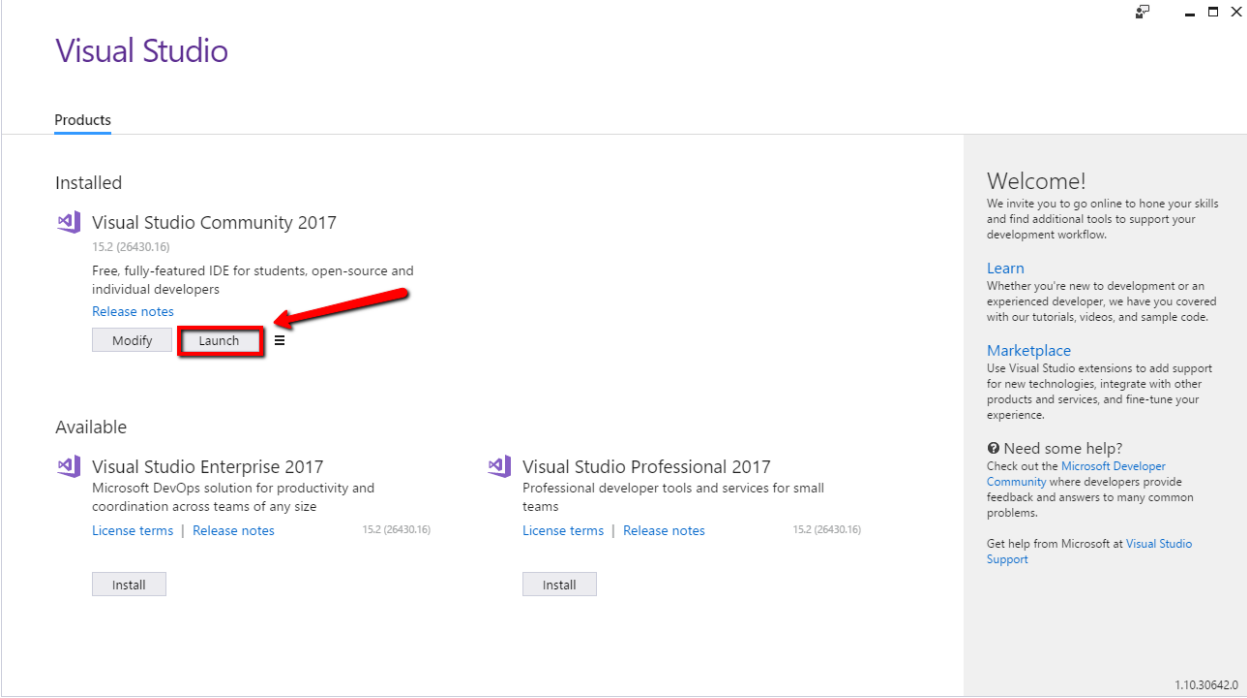 Visual Studio
Products
Installed
Visual Studio Community 2017
15.2 (26430.16)
Free, fully-featured IDE for students, open-source and
individual developers
Release notes
Modify
Launch
Available
Visual Studio Enterprise 2017
Microsoft DevOps solution for productivity and
coordination across teams of any size
License terms | Release notes
15.2 (26430.16)
Install
Visual Studio Professional 2017
Professional developer tools and services for small
teams
License terms | Release notes
15.2 (26430.16)
Install
Welcome!
We invite you to go online to hone your skills
and find additional tools to support your
development workflow.
Learn
Whether you're new to development or an
experienced developer, we have you covered
with our tutorials, videos, and sample code.
Marketplace
Use Visual Studio extensions to add support
for new technologies, integrate with other
products and services, and fine-tune your
experience.
Need some help?
Check out the Microsoft Developer
Community where developers provide
feedback and answers to many common
problems.
Get help from Microsoft at Visual Studio
Support
1.10.30642.0